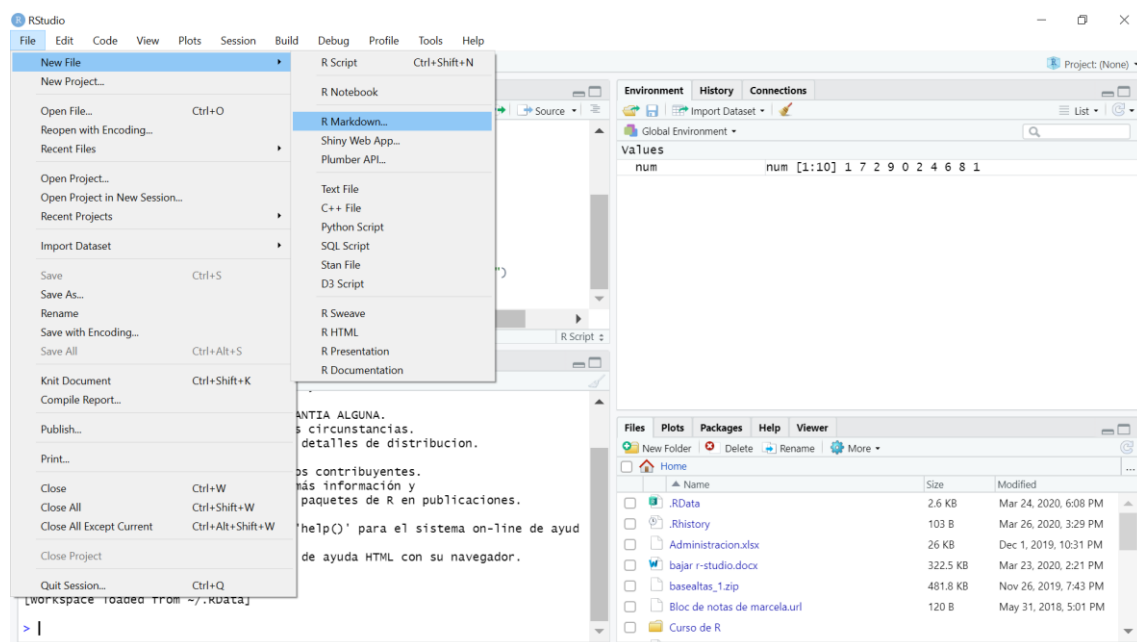 RStudio
File Edit Code View Plots Session Build Debug Profile Tools Help
New File
New Project...
Open File... Ctrl+O
Reopen with Encoding...
Recent Files
Open Project...
Open Project in New Session...
Recent Projects
Import Dataset
Save Ctrl+S
Save As...
Rename
Save with Encoding...
Save All Ctrl+Alt+S
Knit Document Ctrl+Shift+K
Compile Report...
Publish...
Print...
Close Ctrl+W
Close All Ctrl+Shift+W
Close All Except Current Ctrl+Alt+Shift+W
Close Project
Quit Session... Ctrl+Q
R Script Ctrl+Shift+N
R Notebook
R Markdown...
Shiny Web App...
Plumber API...
Text File
C++ File
Python Script
SQL Script
Stan File
D3 Script
R Sweave
R HTML
R Presentation
R Documentation
Source
")
R Script
ANTIA ALGUNA.
circunstancias.
detalles de distribucion.
os contribuyentes.
más información y
paquetes de R en publicaciones.
'help()' para el sistema on-line de ayud
de ayuda HTML con su navegador.
[Workspace loaded from ~/.RData]
>
Project: (None)
Environment History Connections
Import Dataset List
Global Environment
Values
num num [1:10] 1 7 2 9 0 2 4 6 8 1
Files Plots Packages Help Viewer
New Folder Delete Rename More
Home ...
Name Size Modified
.RData 2.6 KB Mar 24, 2020, 6:08 PM
.Rhistory 103 B Mar 26, 2020, 3:29 PM
Administracion.xlsx 26 KB Dec 1, 2019, 10:31 PM
bajar r-studio.docx 322.5 KB Mar 23, 2020, 2:21 PM
basealtas_1.zip 481.8 KB Nov 26, 2019, 7:43 PM
Bloc de notas de marcela.url 120 B May 31, 2018, 5:01 PM
Curso de R